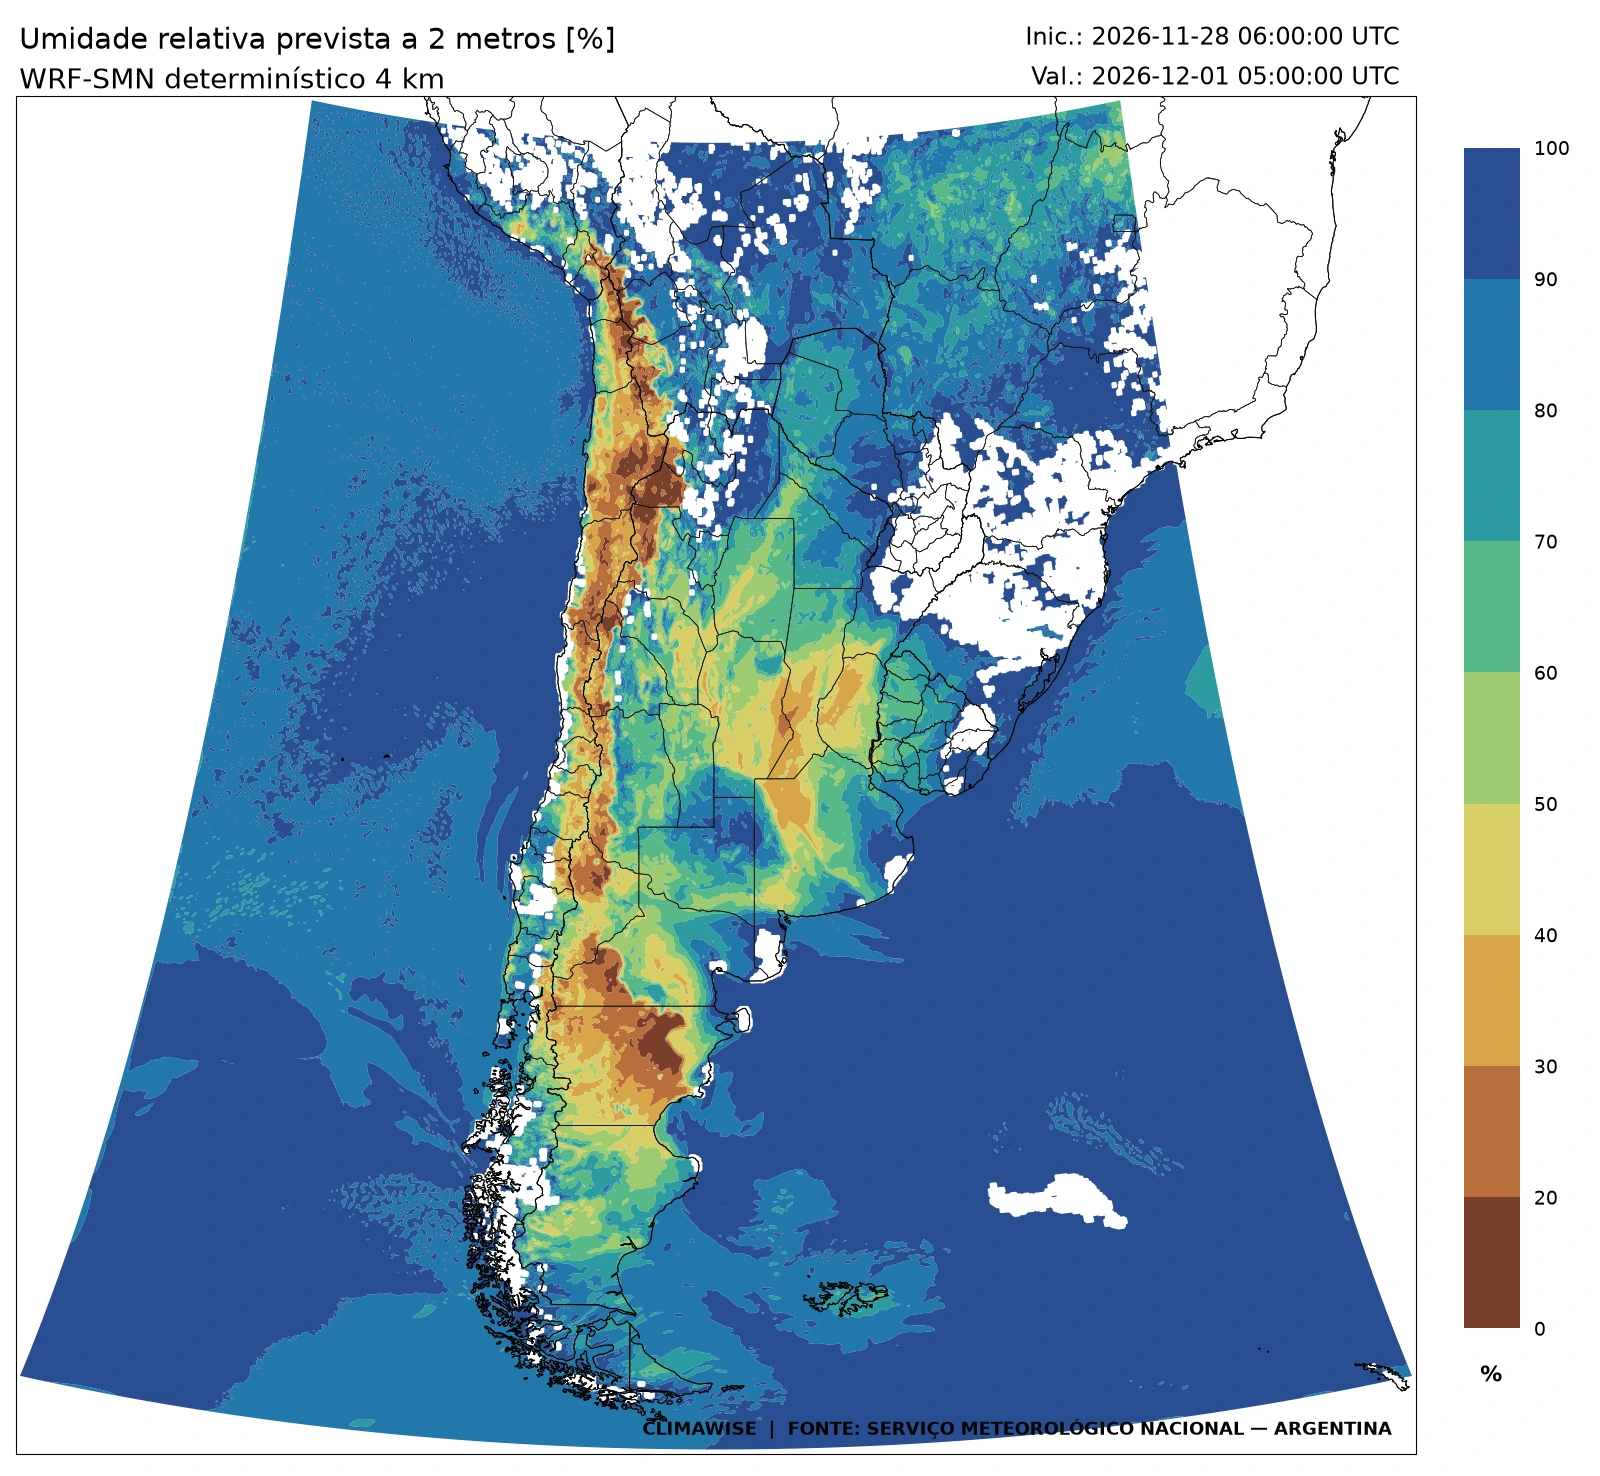 Umidade relativa prevista a 2 metros [%]
WRF-SMN determinístico 4 km
Inic.: 2026-11-28 06:00:00 UTC
Val.: 2026-12-01 05:00:00 UTC
100
90
80
70
60
50
40
30
20
0
%
CLIMAWISE | FONTE: SERVIÇO METEOROLÓGICO NACIONAL — ARGENTINA